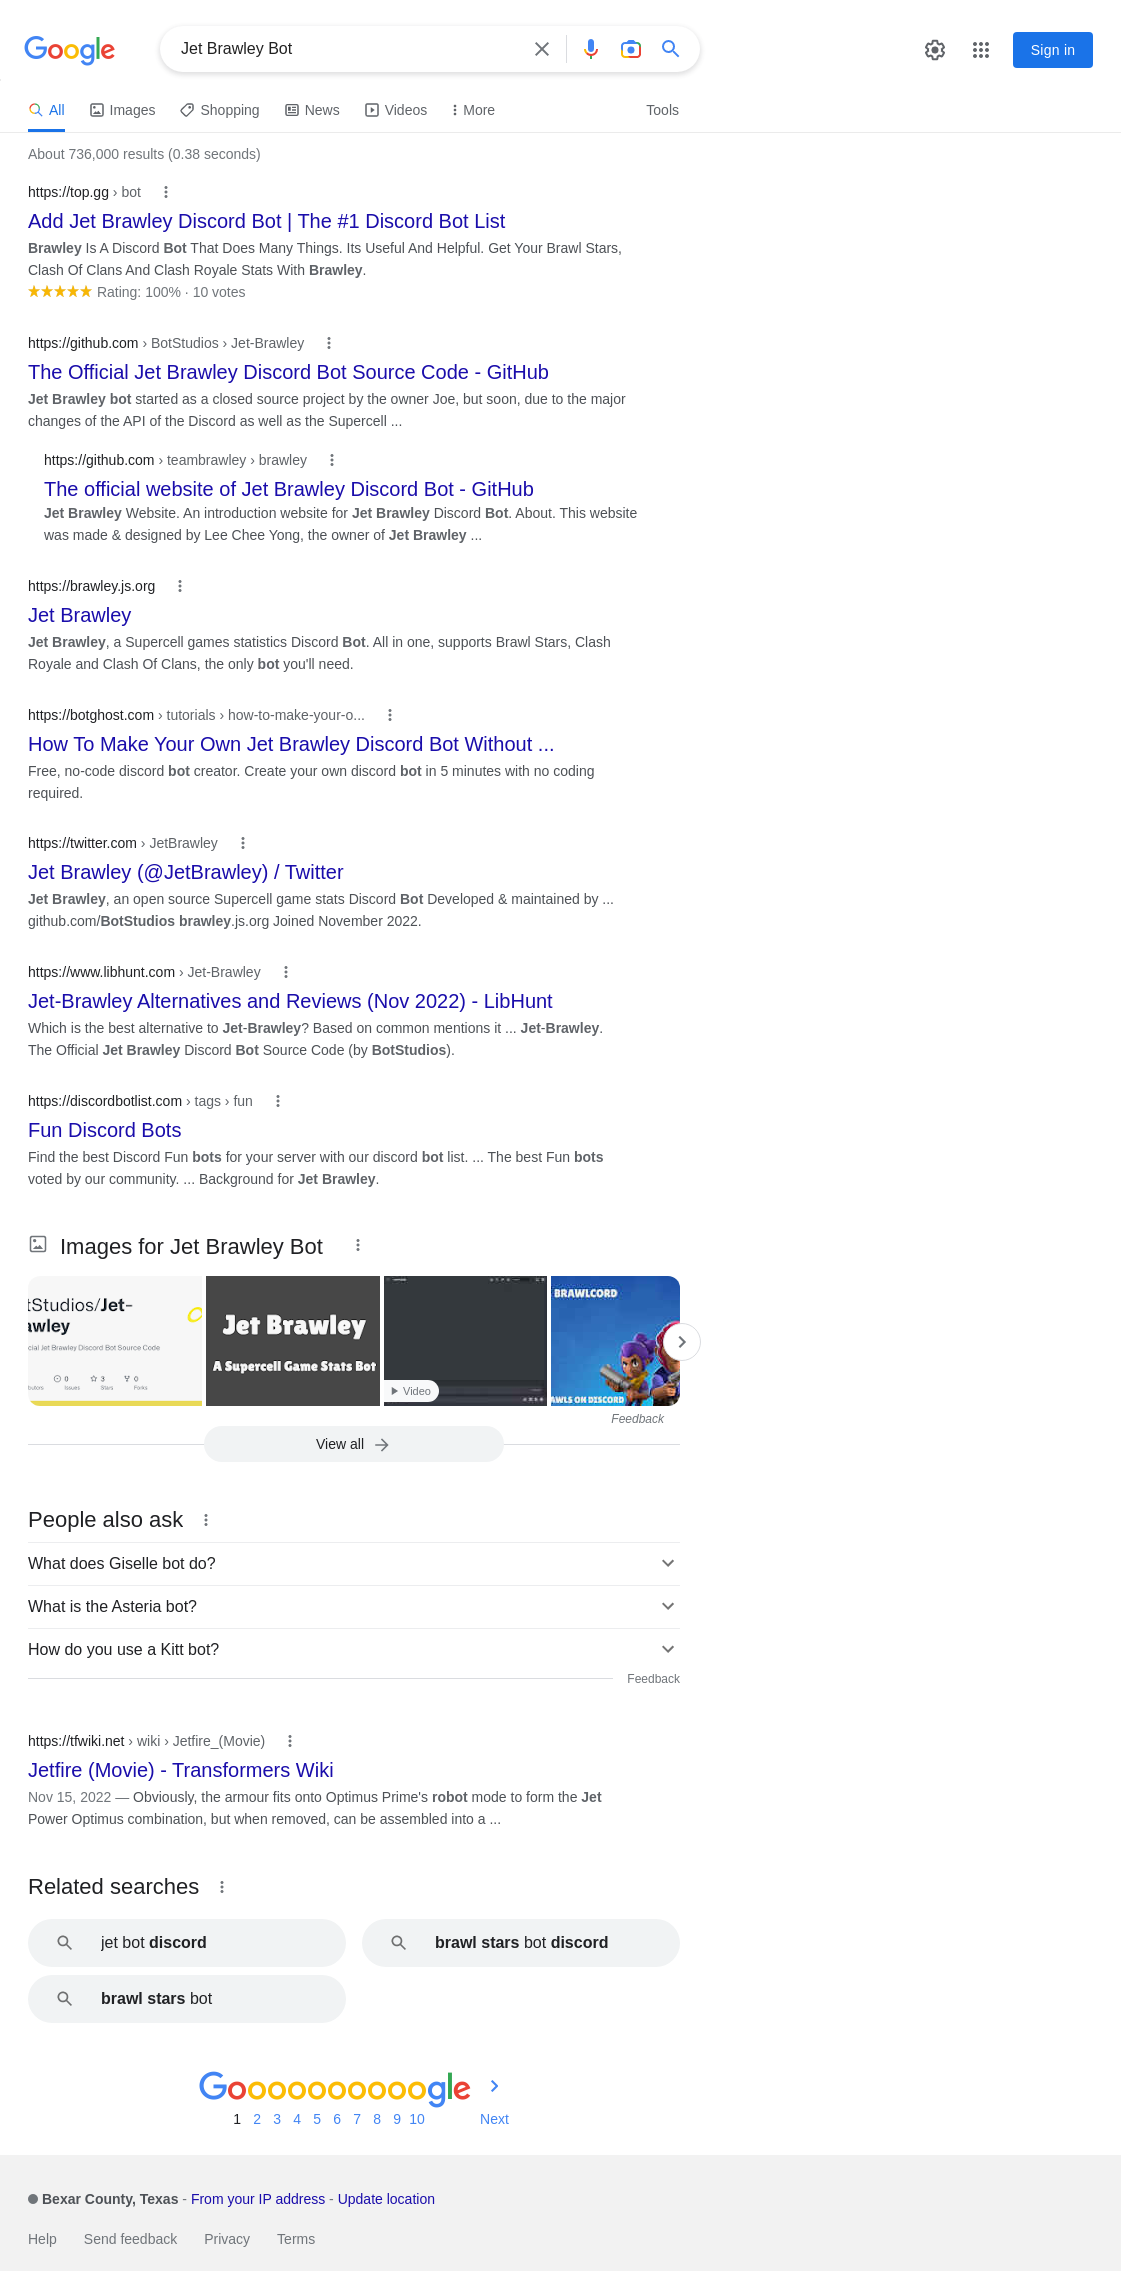 Google
Jet Brawley Bot
Sign in
All
Images
Shopping
News
Videos
More
Tools
About 736,000 results (0.38 seconds)
https://top.gg › bot
Add Jet Brawley Discord Bot | The #1 Discord Bot List
Brawley Is A Discord Bot That Does Many Things. Its Useful And Helpful. Get Your Brawl Stars,
Clash Of Clans And Clash Royale Stats With Brawley.
Rating: 100% · 10 votes
https://github.com › BotStudios › Jet-Brawley
The Official Jet Brawley Discord Bot Source Code - GitHub
Jet Brawley bot started as a closed source project by the owner Joe, but soon, due to the major
changes of the API of the Discord as well as the Supercell ...
https://github.com › teambrawley › brawley
The official website of Jet Brawley Discord Bot - GitHub
Jet Brawley Website. An introduction website for Jet Brawley Discord Bot. About. This website
was made & designed by Lee Chee Yong, the owner of Jet Brawley ...
https://brawley.js.org
Jet Brawley
Jet Brawley, a Supercell games statistics Discord Bot. All in one, supports Brawl Stars, Clash
Royale and Clash Of Clans, the only bot you'll need.
https://botghost.com › tutorials › how-to-make-your-o...
How To Make Your Own Jet Brawley Discord Bot Without ...
Free, no-code discord bot creator. Create your own discord bot in 5 minutes with no coding
required.
https://twitter.com › JetBrawley
Jet Brawley (@JetBrawley) / Twitter
Jet Brawley, an open source Supercell game stats Discord Bot Developed & maintained by ...
github.com/BotStudios brawley.js.org Joined November 2022.
https://www.libhunt.com › Jet-Brawley
Jet-Brawley Alternatives and Reviews (Nov 2022) - LibHunt
Which is the best alternative to Jet-Brawley? Based on common mentions it ... Jet-Brawley.
The Official Jet Brawley Discord Bot Source Code (by BotStudios).
https://discordbotlist.com › tags › fun
Fun Discord Bots
Find the best Discord Fun bots for your server with our discord bot list. ... The best Fun bots
voted by our community. ... Background for Jet Brawley.
Images for Jet Brawley Bot
tStudios/Jet-
awley
cial Jet Brawley Discord Bot Source Code
0 3 0
butors Issues Stars Forks
Jet Brawley
A Supercell Game Stats Bot
Video
BRAWLCORD
AWLS ON DISCORD
Feedback
View all
People also ask
What does Giselle bot do?
What is the Asteria bot?
How do you use a Kitt bot?
Feedback
https://tfwiki.net › wiki › Jetfire_(Movie)
Jetfire (Movie) - Transformers Wiki
Nov 15, 2022 — Obviously, the armour fits onto Optimus Prime's robot mode to form the Jet
Power Optimus combination, but when removed, can be assembled into a ...
Related searches
jet bot discord
brawl stars bot discord
brawl stars bot
Goooooooooogle
1 2 3 4 5 6 7 8 9 10 Next
Bexar County, Texas - From your IP address - Update location
Help Send feedback Privacy Terms